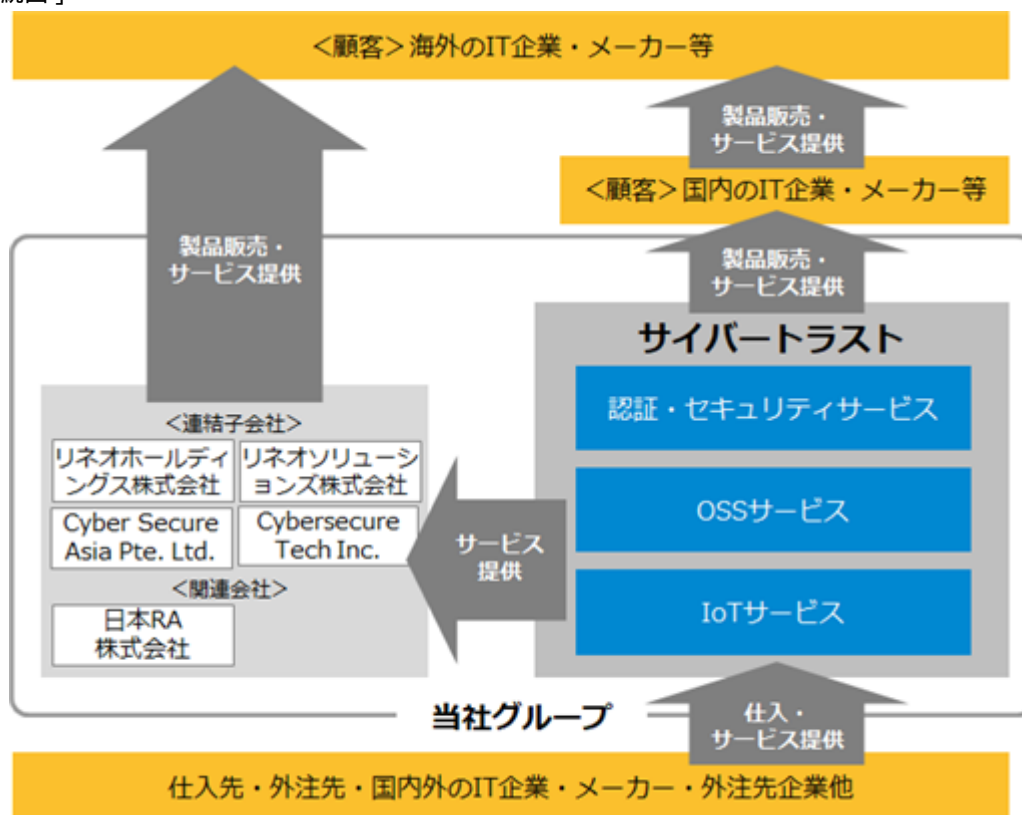 <顧客>海外のIT企業・メーカー等
製品販売・
サービス提供
<顧客>国内のIT企業・メーカー等
製品販売・
サービス提供
製品販売・
サービス提供
サイバートラスト
認証・セキュリティサービス
OSSサービス
IoTサービス
<連結子会社>
リネオホールディ
ングス株式会社
リネオソリューシ
ョンズ株式会社
Cyber Secure
Asia Pte. Ltd.
Cybersecure
Tech Inc.
<関連会社>
日本RA
株式会社
サービス
提供
当社グループ
仕入・
サービス提供
仕入先・外注先・国内外のIT企業・メーカー・外注先企業他